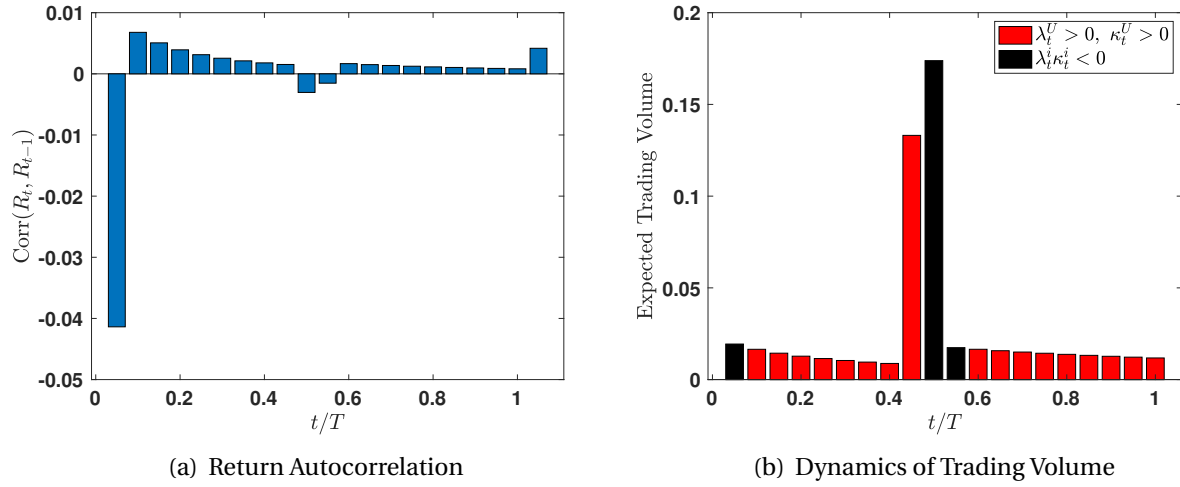 0.01
0
-0.01
-0.02
-0.03
-0.04
-0.05
Corr(R_t, R_{t−1})
0 0.2 0.4 0.6 0.8 1
t/T
(a) Return Autocorrelation
0.2
0.15
0.1
0.05
0
Expected Trading Volume
λ_t^U > 0, κ_t^U > 0
λ_t^i κ_t^i < 0
0 0.2 0.4 0.6 0.8 1
t/T
(b) Dynamics of Trading Volume